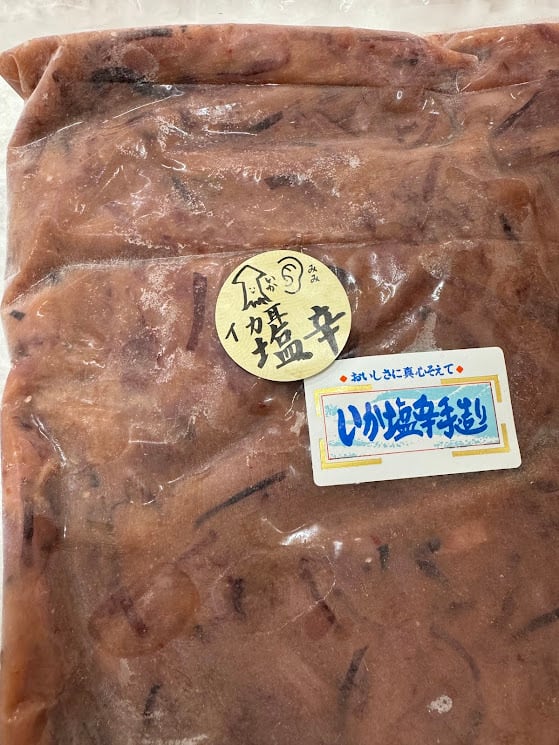 いか
みみ
イカ耳
塩辛
おいしさに真心そえて
いか塩辛手造り